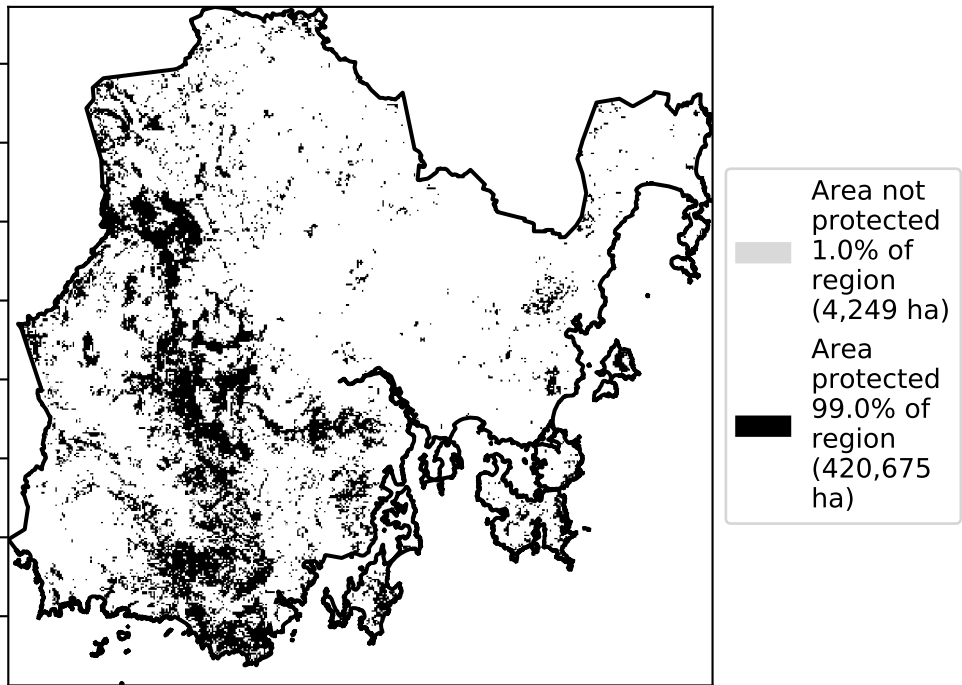 Area not
protected
1.0% of
region
(4,249 ha)
Area
protected
99.0% of
region
(420,675
ha)